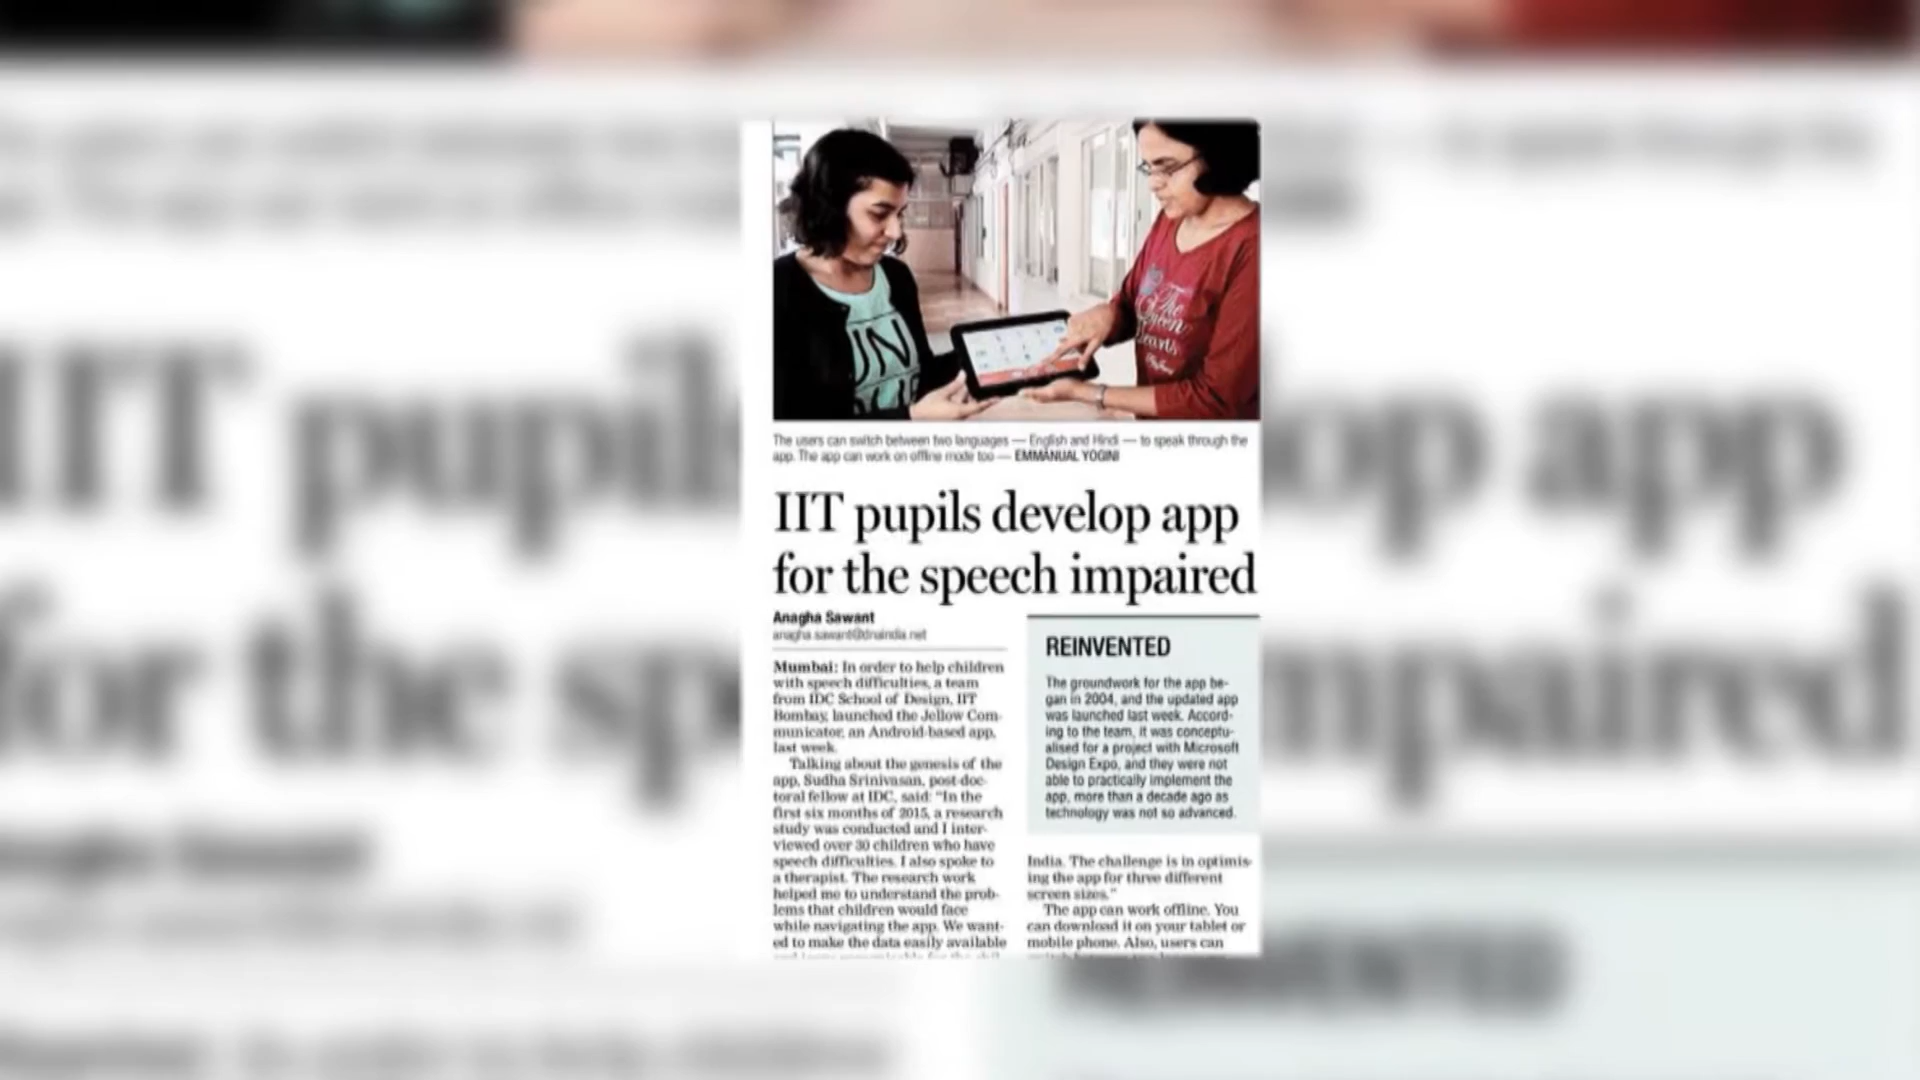 The users can switch between two languages — English and Hindi — to speak through the
app. The app can work on offline mode too — EMMANUAL YOGINI
IIT pupils develop app
for the speech impaired
Anagha Sawant
anagha.sawant@dnaindia.net
Mumbai: In order to help children
with speech difficulties, a team
from IDC School of Design, IIT
Bombay, launched the Jellow Com-
municator, an Android-based app,
last week.
Talking about the genesis of the
app, Sudha Srinivasan, post-doc-
toral fellow at IDC, said: “In the
first six months of 2015, a research
study was conducted and I inter-
viewed over 30 children who have
speech difficulties. I also spoke to
a therapist. The research work
helped me to understand the prob-
lems that children would face
while navigating the app. We want-
ed to make the data easily available
REINVENTED
The groundwork for the app be-
gan in 2004, and the updated app
was launched last week. Accord-
ing to the team, it was conceptu-
alised for a project with Microsoft
Design Expo, and they were not
able to practically implement the
app, more than a decade ago as
technology was not so advanced.
India. The challenge is in optimis-
ing the app for three different
screen sizes.”
The app can work offline. You
can download it on your tablet or
mobile phone. Also, users can